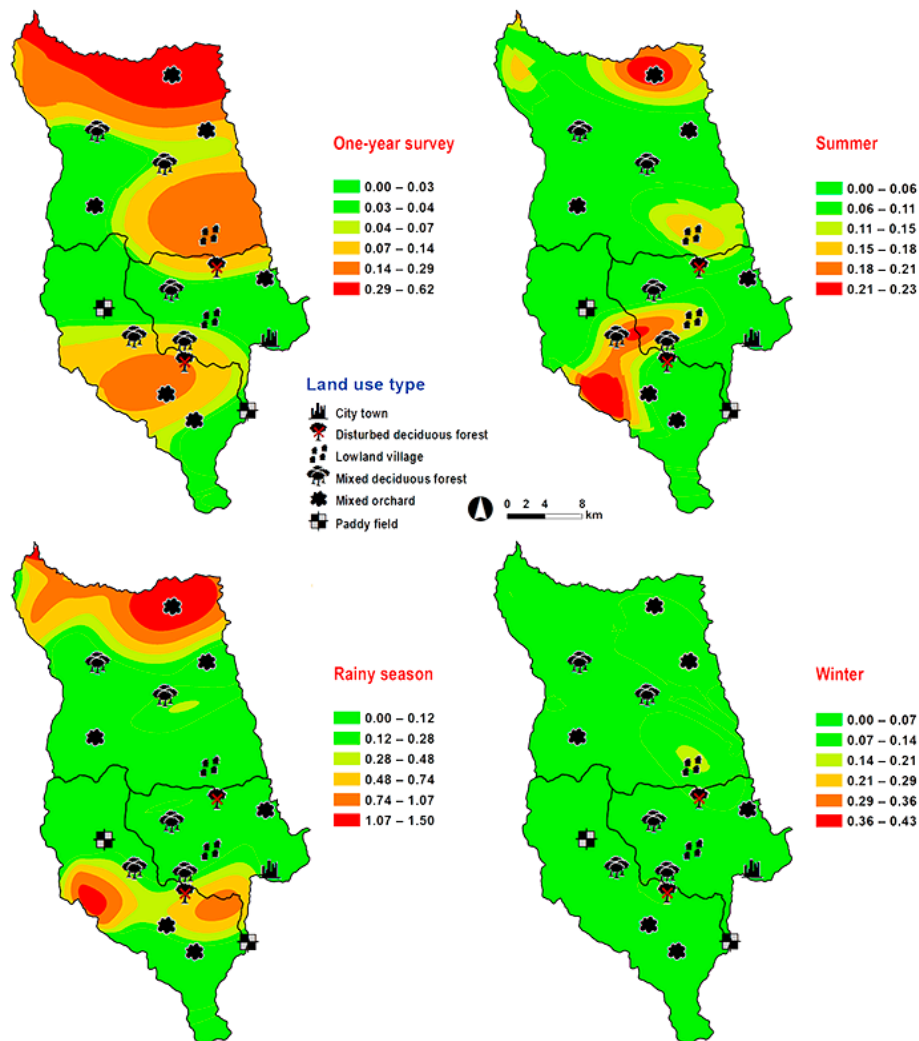 One-year survey
0.00 – 0.03
0.03 – 0.04
0.04 – 0.07
0.07 – 0.14
0.14 – 0.29
0.29 – 0.62
Summer
0.00 – 0.06
0.06 – 0.11
0.11 – 0.15
0.15 – 0.18
0.18 – 0.21
0.21 – 0.23
Land use type
City town
Disturbed deciduous forest
Lowland village
Mixed deciduous forest
Mixed orchard
Paddy field
0 2 4 8
km
Rainy season
0.00 – 0.12
0.12 – 0.28
0.28 – 0.48
0.48 – 0.74
0.74 – 1.07
1.07 – 1.50
Winter
0.00 – 0.07
0.07 – 0.14
0.14 – 0.21
0.21 – 0.29
0.29 – 0.36
0.36 – 0.43